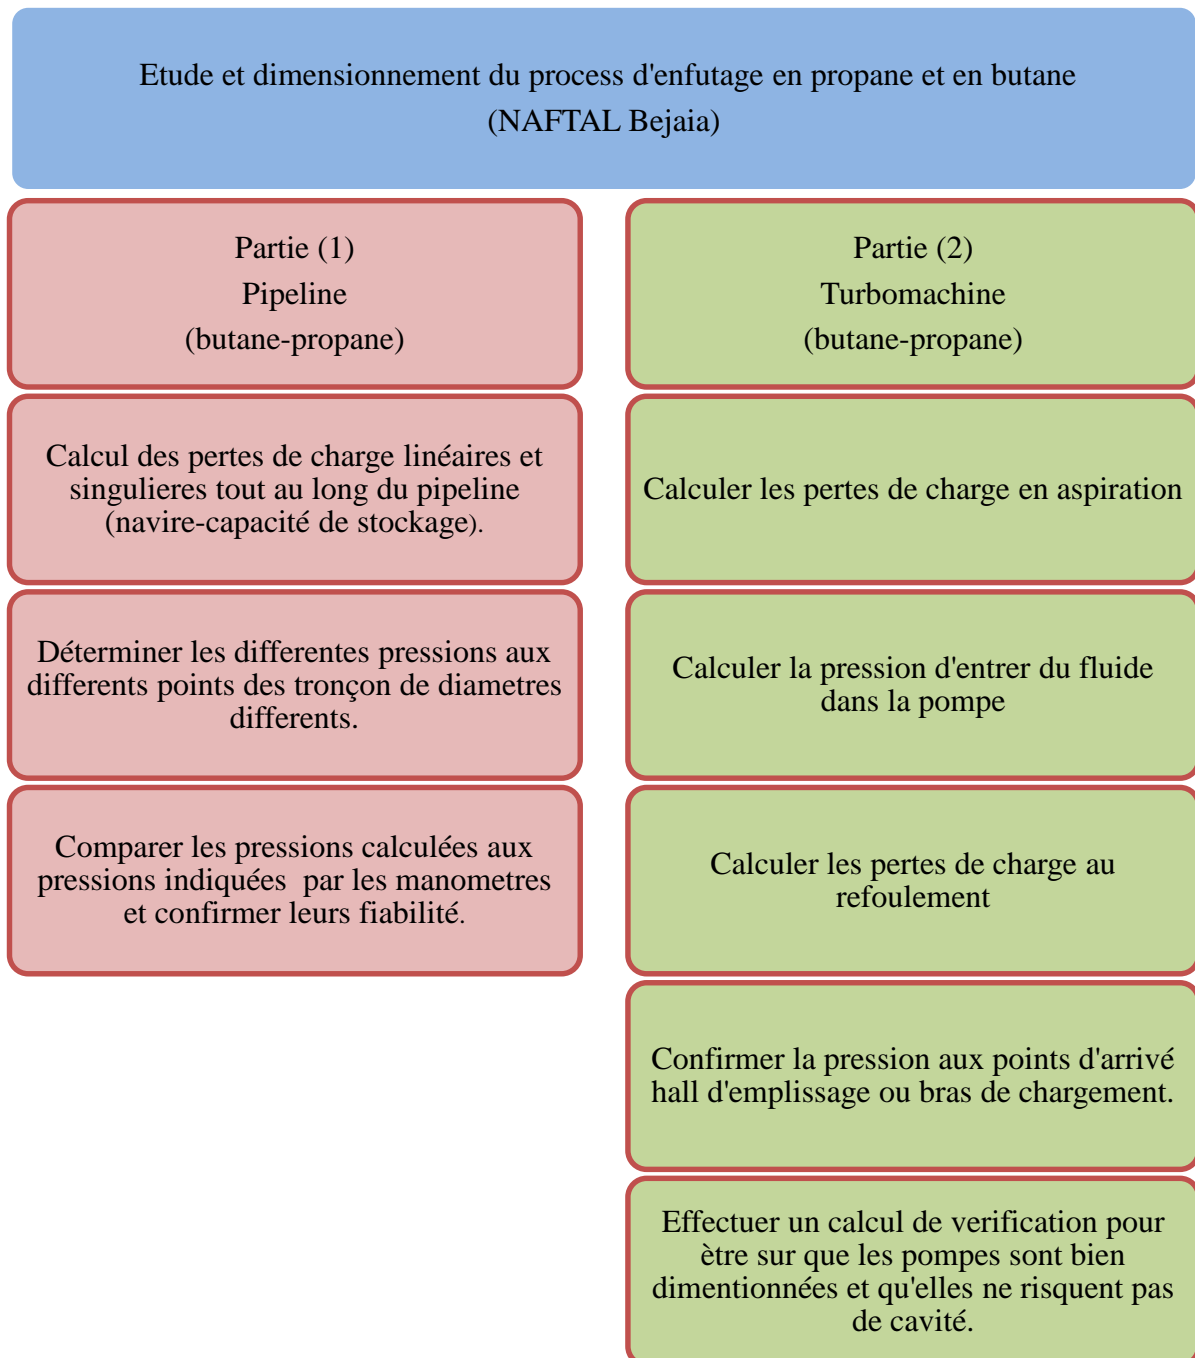 Etude et dimensionnement du process d'enfutage en propane et en butane
(NAFTAL Bejaia)
Partie (1)
Pipeline
(butane-propane)
Calcul des pertes de charge linéaires et
singulieres tout au long du pipeline
(navire-capacité de stockage).
Déterminer les differentes pressions aux
differents points des tronçon de diametres
differents.
Comparer les pressions calculées aux
pressions indiquées par les manometres
et confirmer leurs fiabilité.
Partie (2)
Turbomachine
(butane-propane)
Calculer les pertes de charge en aspiration
Calculer la pression d'entrer du fluide
dans la pompe
Calculer les pertes de charge au
refoulement
Confirmer la pression aux points d'arrivé
hall d'emplissage ou bras de chargement.
Effectuer un calcul de verification pour
ètre sur que les pompes sont bien
dimentionnées et qu'elles ne risquent pas
de cavité.